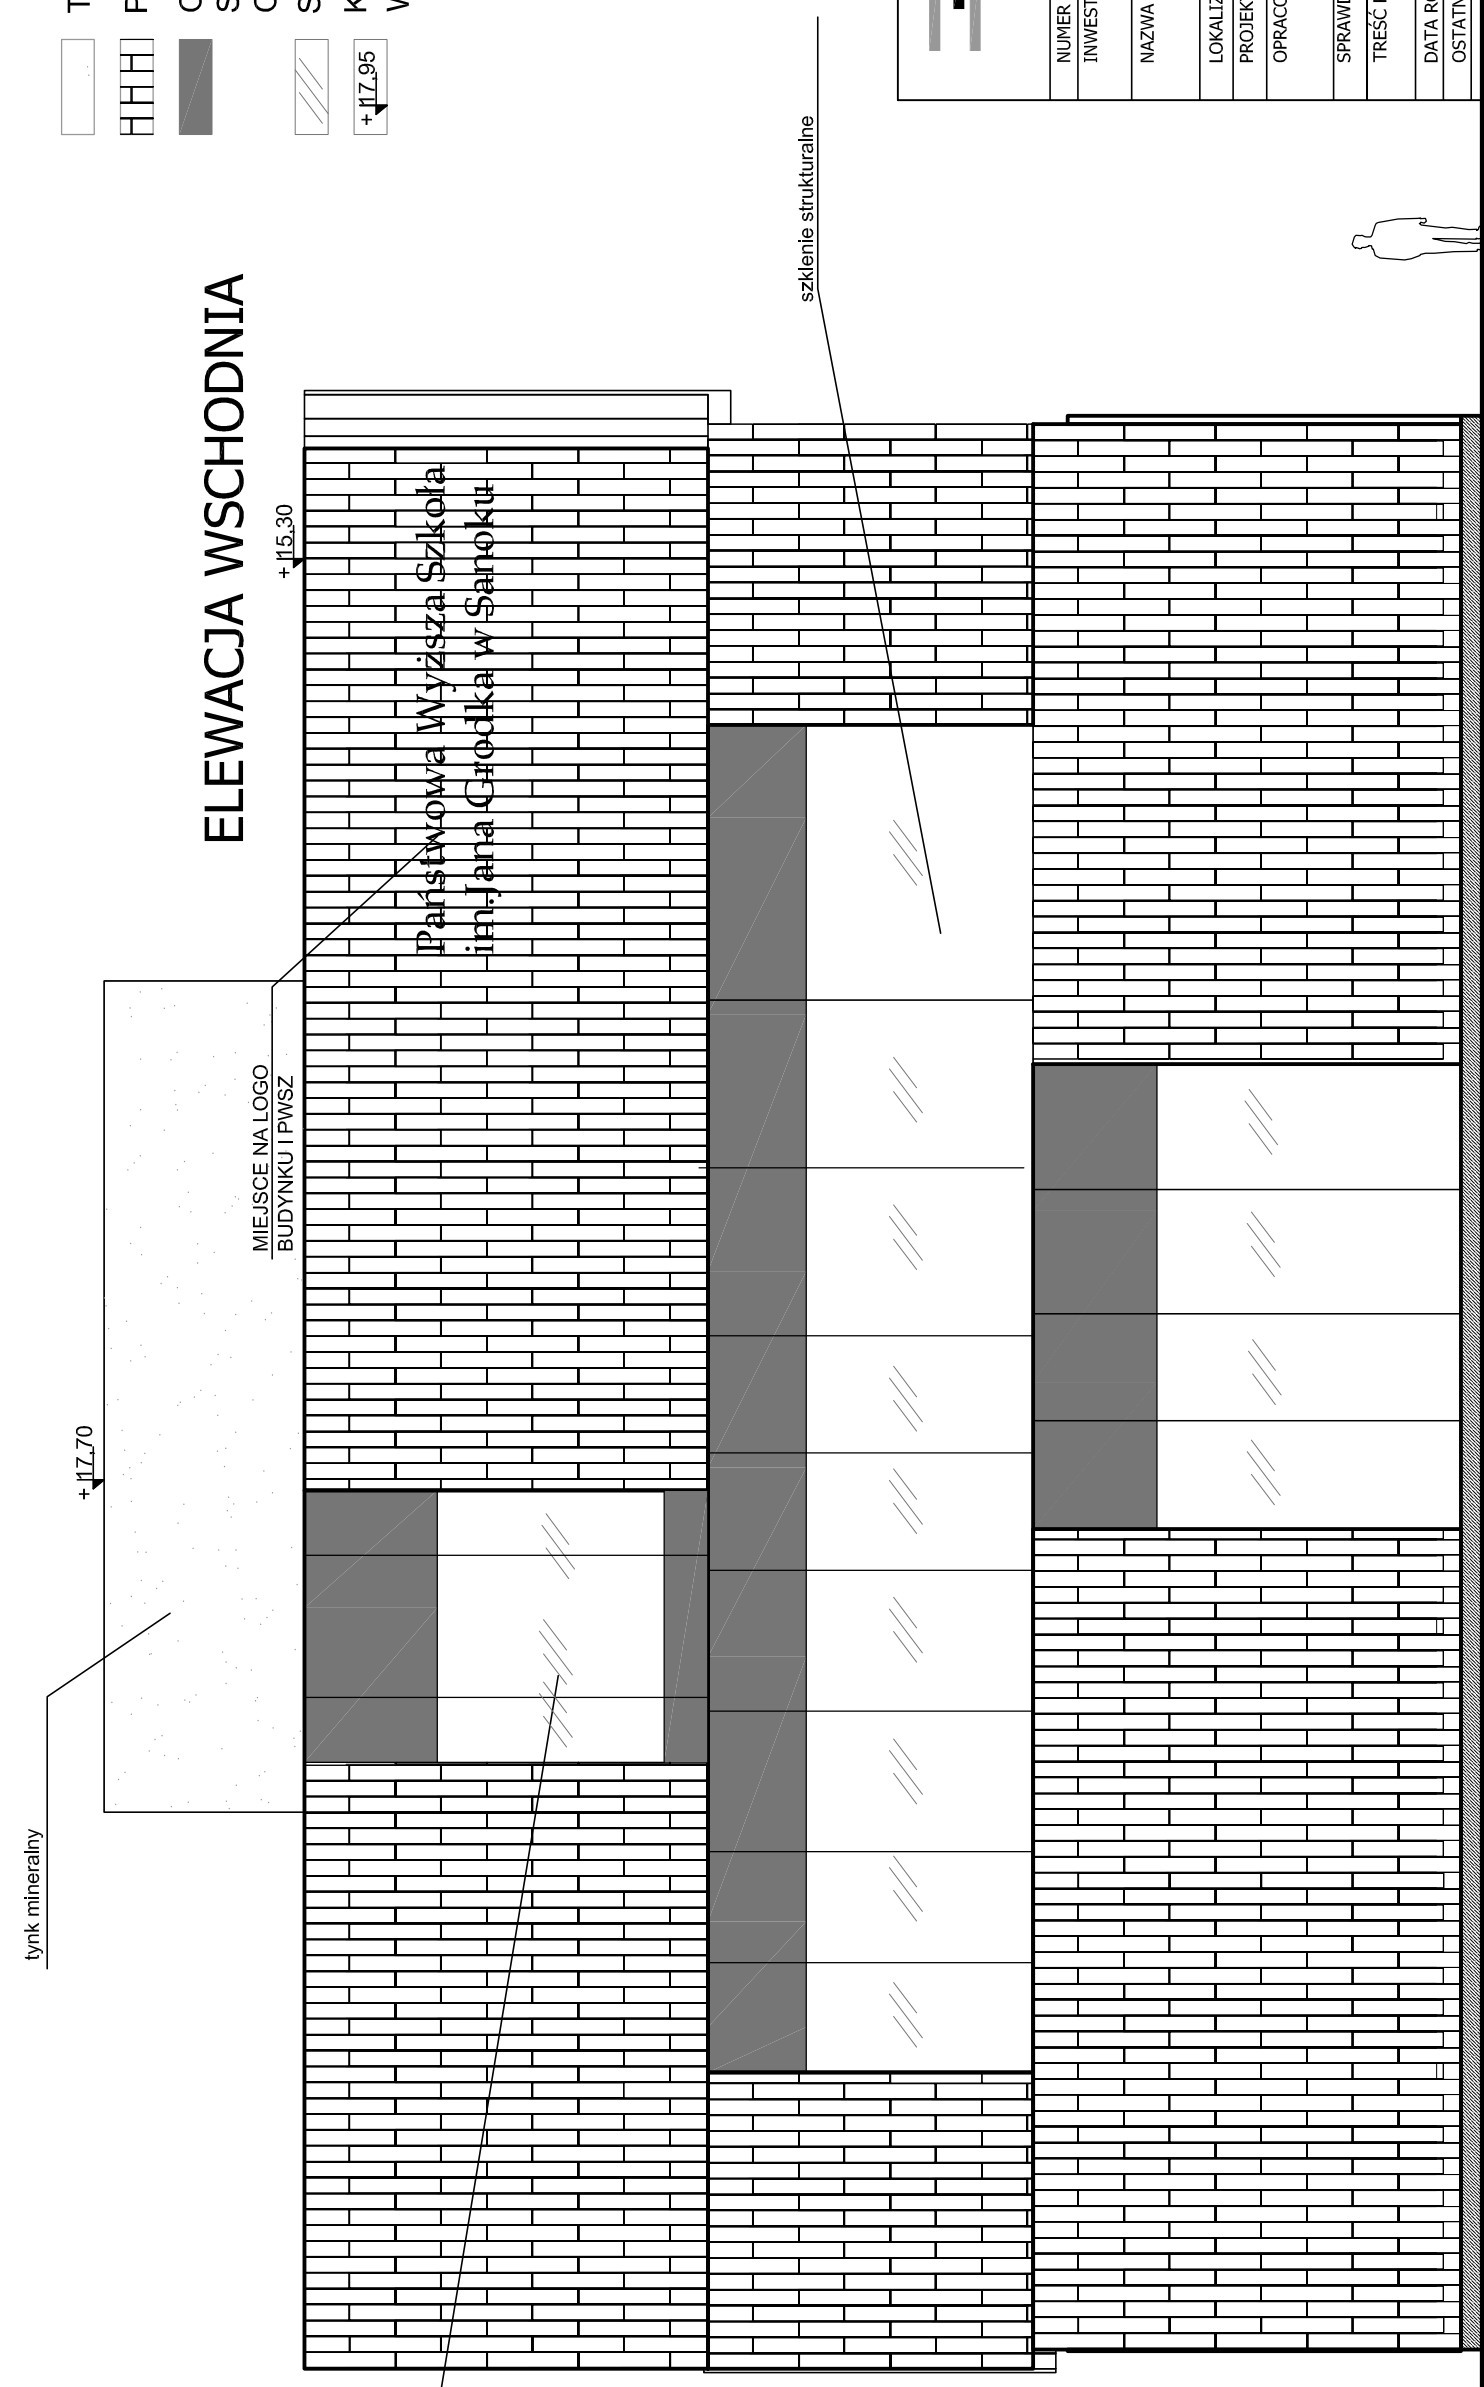 ELEWACJA WSCHODNIA
+ 17,95
+ 15,30
+ 17,70
MIEJSCE NA LOGO
BUDYNKU I PWSZ
Państwowa Wyższa Szkoła
im.Jana Grodka w Sanoku
tynk mineralny
szklenie strukturalne
NUMER
INWEST
NAZWA
LOKALIZ
PROJEK
OPRACO
SPRAWD
TREŚĆ
DATA
OSTATN